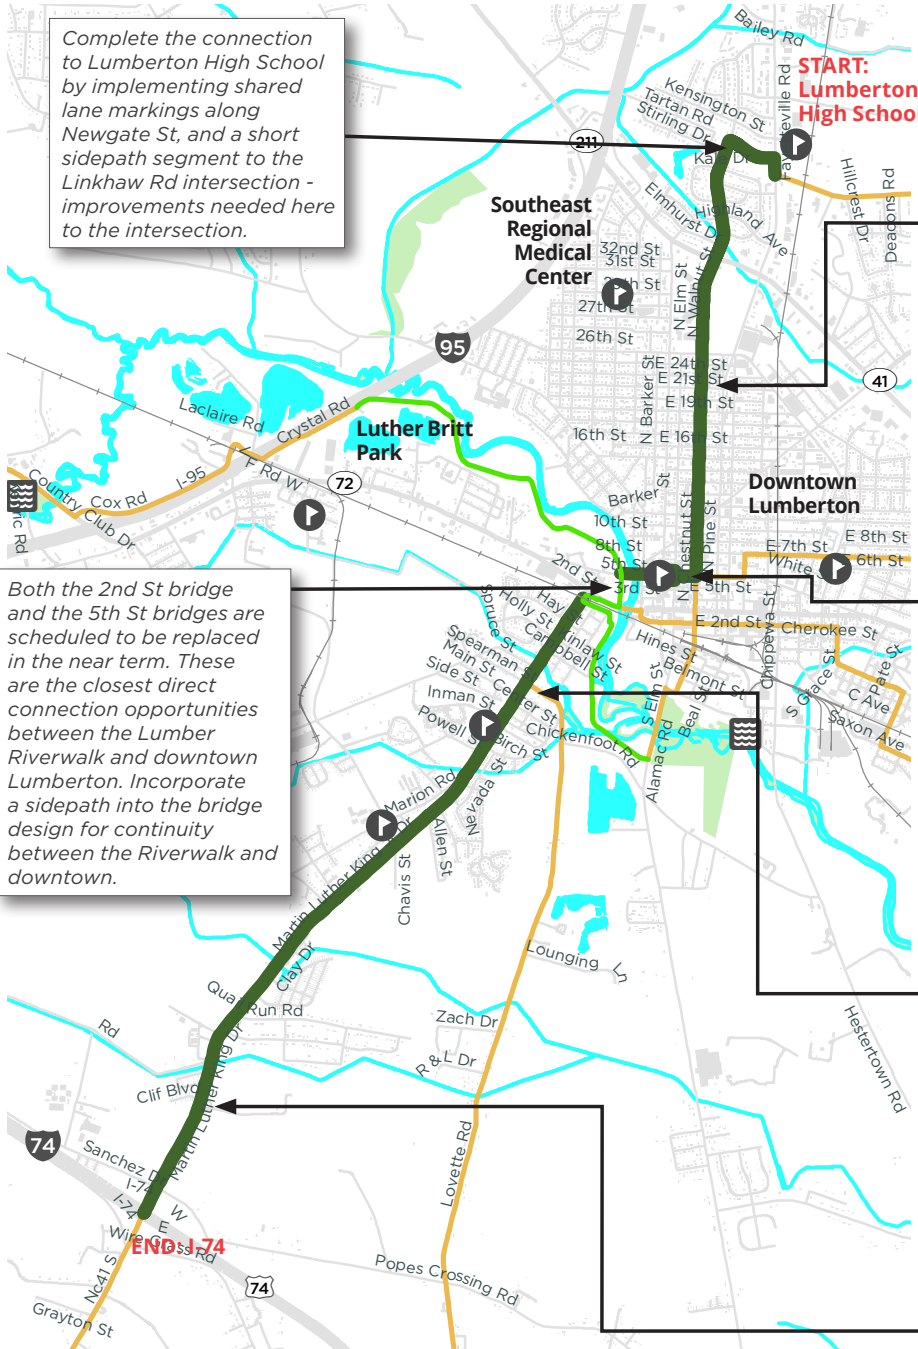 Complete the connection
to Lumberton High School
by implementing shared
lane markings along
Newgate St, and a short
sidepath segment to the
Linkhaw Rd intersection -
improvements needed here
to the intersection.
Bailey Rd
START:
Lumberton
High School
Kensington St
Tartan Rd
Stirling Dr
Kale Dr
211
Hillcrest Dr
Deacons Rd
Elmhurst Dr
Highland Ave
Southeast
Regional
Medical
Center
32nd St
31st St
27th St
26th St
N Elm St
N Walnut St
95
E 24th St
E 21st St
E 19th St
41
N Barker St
Laclaire Rd
Crystal Rd
Luther Britt
Park
16th St
E 16th St
F Rd W
72
I-95
Cox Rd
Country Club Dr
Downtown
Lumberton
Barker St
10th St
8th St
5th St
3rd St
2nd St
N Pine St
E 7th St
E 8th St
6th St
E 5th St
E 2nd St
Cherokee St
Chippewa St
Both the 2nd St bridge
and the 5th St bridges are
scheduled to be replaced
in the near term. These
are the closest direct
connection opportunities
between the Lumber
Riverwalk and downtown
Lumberton. Incorporate
a sidepath into the bridge
design for continuity
between the Riverwalk and
downtown.
Spruce St
Holly St
Kinlaw St
Campbell St
Hines St
Belmont St
Spearman St
Main St
Side St
Center St
Inman St
Powell St
Birch St
Chickenfoot Rd
S Elm St
Beal St
Alamac Rd
S Grace St
Pate St
C Ave
Saxon Ave
Marion Rd
Nevada St
Allen St
Chavis St
Martin Luther King Jr Dr
Clay Dr
Quail Run Rd
Lounging Ln
Zach Dr
R & L Dr
Rd
Clif Blvd
Martin Luther King Dr
Hestertown Rd
Lovette Rd
74
Sanchez Dr
I-74 W
I-74 E
Wire Grass Rd
END: I-74
74
Nc41 S
Popes Crossing Rd
Grayton St